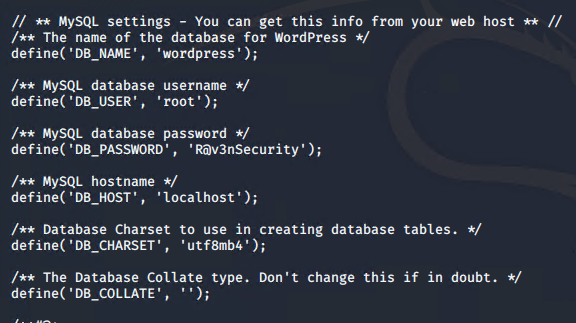 // ** MySQL settings - You can get this info from your web host ** //
/** The name of the database for WordPress */
define('DB_NAME', 'wordpress');
/** MySQL database username */
define('DB_USER', 'root');
/** MySQL database password */
define('DB_PASSWORD', 'R@v3nSecurity');
/** MySQL hostname */
define('DB_HOST', 'localhost');
/** Database Charset to use in creating database tables. */
define('DB_CHARSET', 'utf8mb4');
/** The Database Collate type. Don't change this if in doubt. */
define('DB_COLLATE', '');